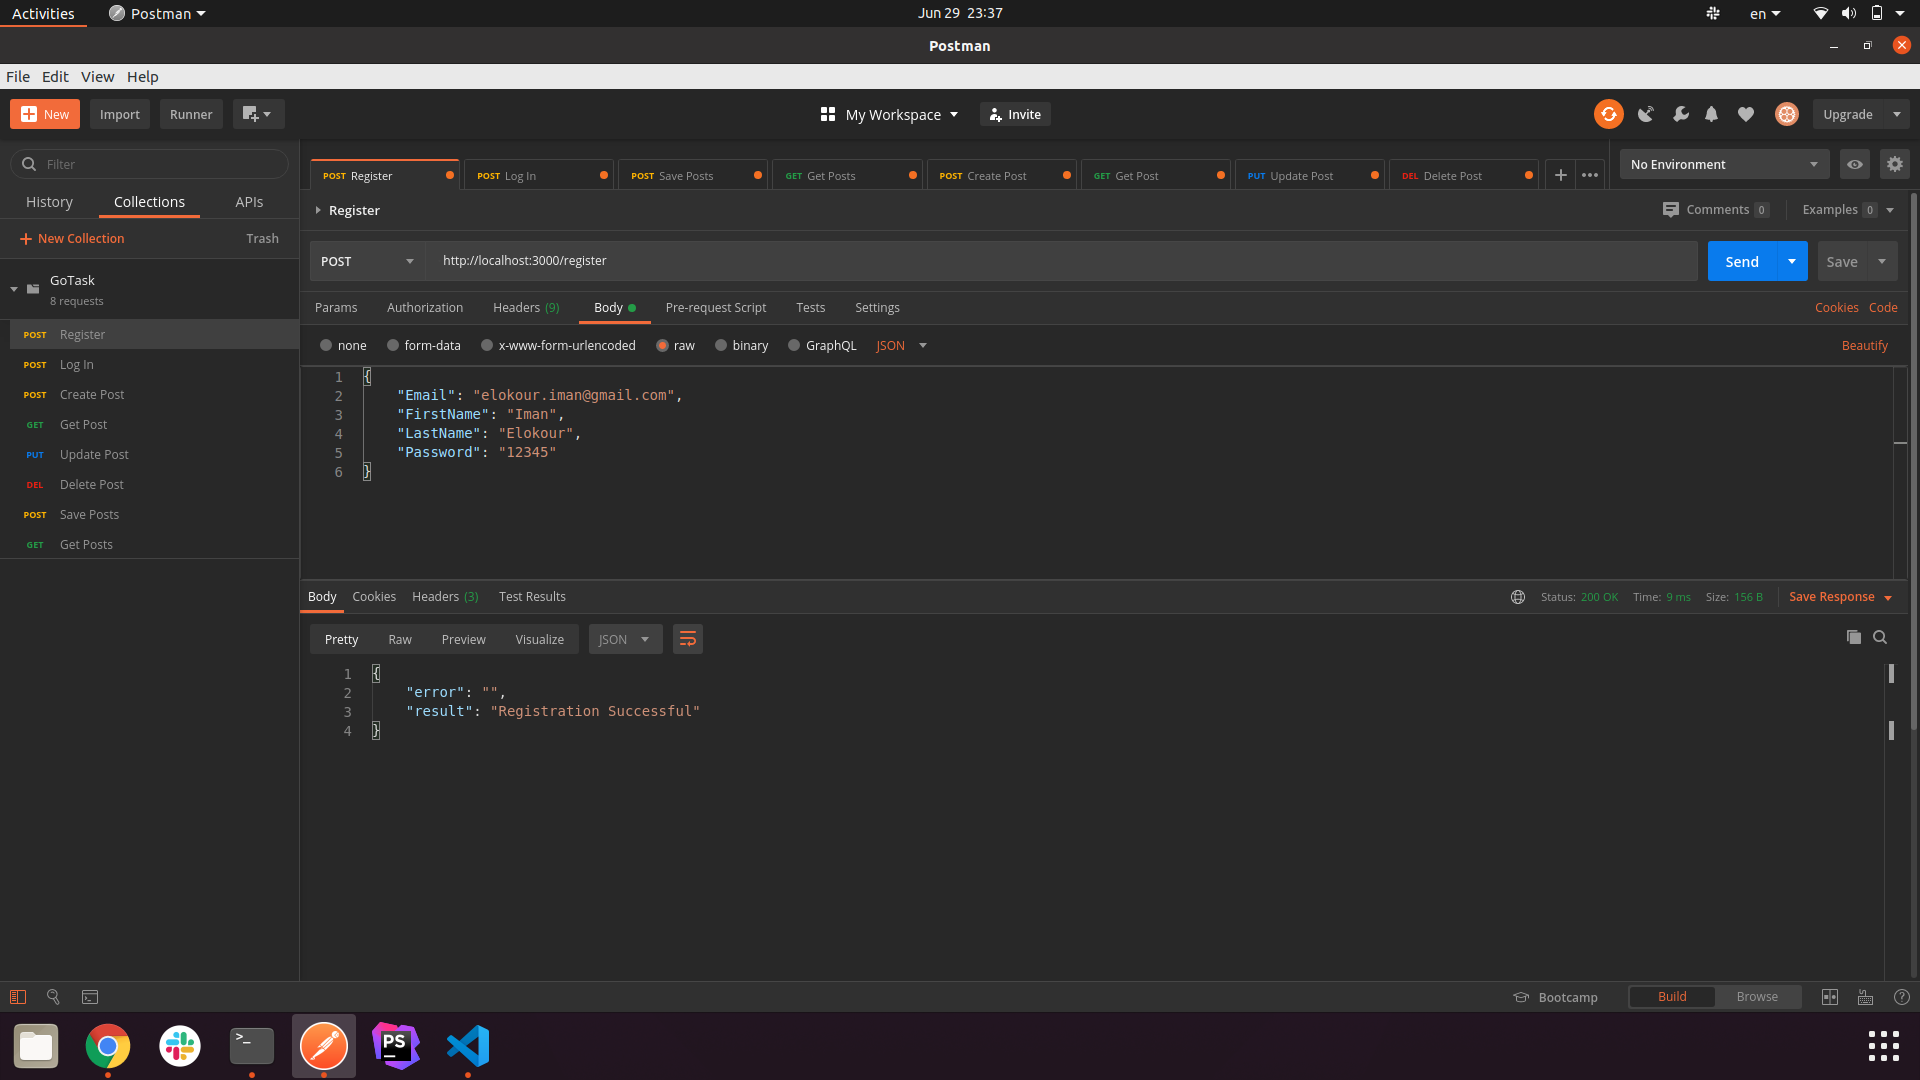 Activities Postman Jun 29 23:37 en
Postman
File Edit View Help
New Import Runner My Workspace Invite Upgrade
Filter
POST Register POST Log In POST Save Posts GET Get Posts POST Create Post GET Get Post PUT Update Post DEL Delete Post No Environment
History Collections APIs
Register Comments 0 Examples 0
New Collection Trash
POST http://localhost:3000/register Send Save
GoTask
8 requests
Params Authorization Headers (9) Body Pre-request Script Tests Settings Cookies Code
POST Register
none form-data x-www-form-urlencoded raw binary GraphQL JSON Beautify
POST Log In
POST Create Post
GET Get Post
PUT Update Post
DEL Delete Post
POST Save Posts
GET Get Posts
1 {
2 "Email": "elokour.iman@gmail.com",
3 "FirstName": "Iman",
4 "LastName": "Elokour",
5 "Password": "12345"
6 }
Body Cookies Headers (3) Test Results Status: 200 OK Time: 9 ms Size: 156 B Save Response
Pretty Raw Preview Visualize JSON
1 {
2 "error": "",
3 "result": "Registration Successful"
4 }
Bootcamp Build Browse
>_ PS